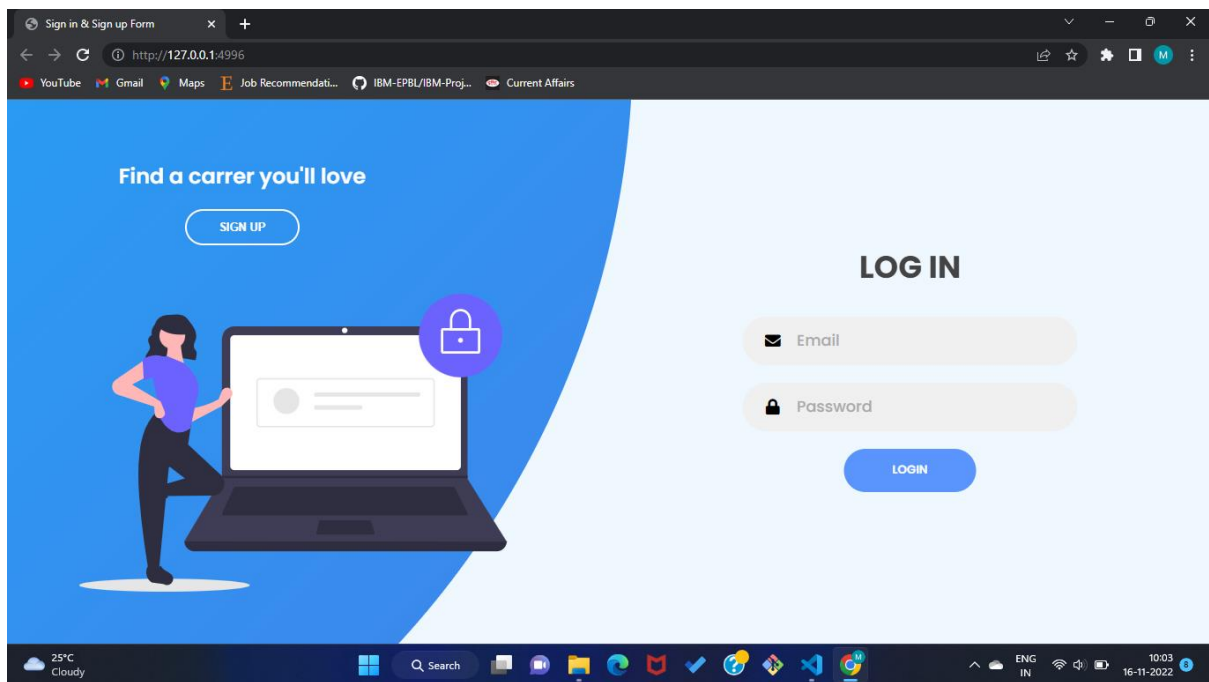 Sign in & Sign up Form
http://127.0.0.1:4996
M
YouTube
Gmail
Maps
E Job Recommendati...
IBM-EPBL/IBM-Proj...
Current Affairs
Find a carrer you'll love
SIGN UP
LOG IN
Email
Password
LOGIN
25°C
Cloudy
Search
M
ENG
IN
10:03
16-11-2022
8